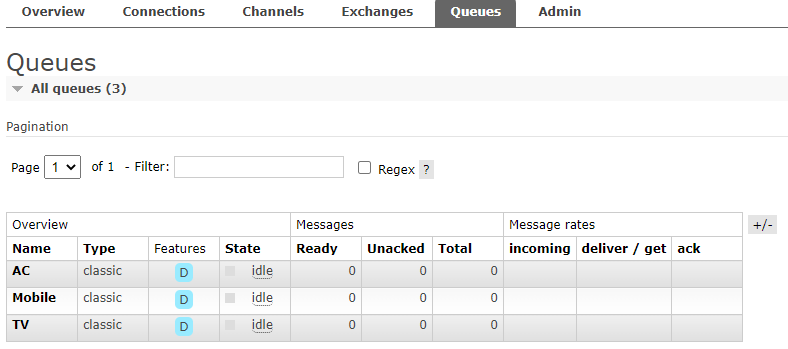 Overview Connections Channels Exchanges Queues Admin
Queues
All queues (3)
Pagination
Page 1 of 1 - Filter: Regex ?
Overview Messages Message rates +/-
Name Type Features State Ready Unacked Total incoming deliver / get ack
AC classic D idle 0 0 0
Mobile classic D idle 0 0 0
TV classic D idle 0 0 0